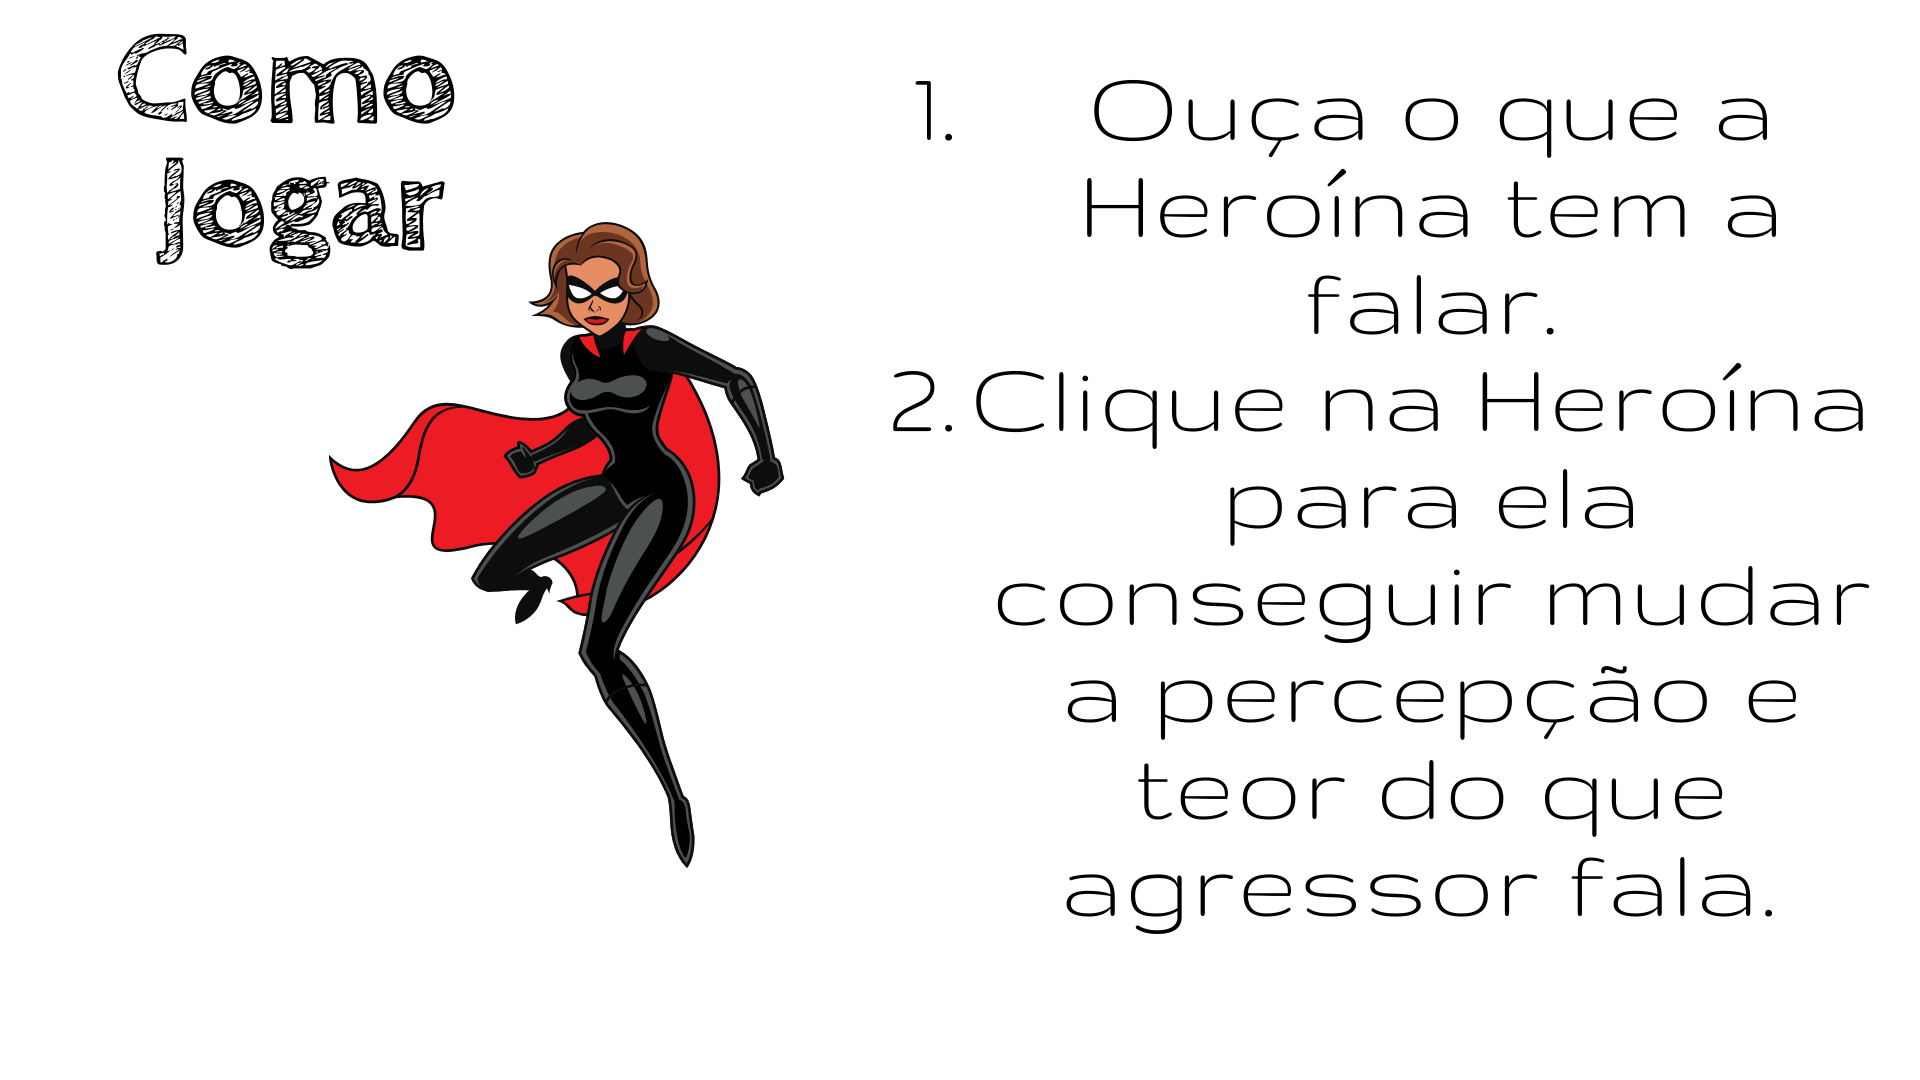 Como
Jogar
1. Ouça o que a
Heroína tem a
falar.
2. Clique na Heroína
para ela
conseguir mudar
a percepção e
teor do que
agressor fala.